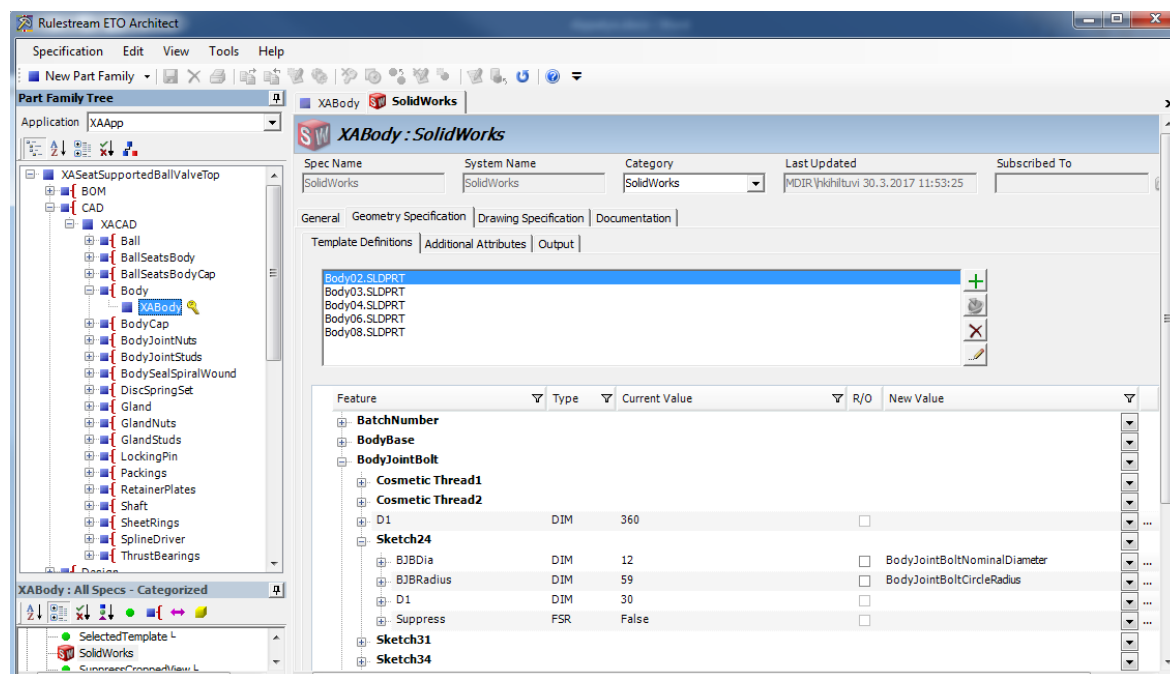 Rulestream ETO Architect
Specification Edit View Tools Help
New Part Family
Part Family Tree
Application XAApp
XASeatSupportedBallValveTop
BOM
CAD
XACAD
Ball
BallSeatsBody
BallSeatsBodyCap
Body
XABody
BodyCap
BodyJointNuts
BodyJointStuds
BodySealSpiralWound
DiscSpringSet
Gland
GlandNuts
GlandStuds
LockingPin
Packings
RetainerPlates
Shaft
SheetRings
SplineDriver
ThrustBearings
Design
XABody : All Specs - Categorized
SelectedTemplate L
SolidWorks
SuppressCroppedView L
XABody SolidWorks
XABody : SolidWorks
Spec Name System Name Category Last Updated Subscribed To
SolidWorks SolidWorks SolidWorks MDIR\hkihiltuvi 30.3.2017 11:53:25
General Geometry Specification Drawing Specification Documentation
Template Definitions Additional Attributes Output
Body02.SLDPRT
Body03.SLDPRT
Body04.SLDPRT
Body06.SLDPRT
Body08.SLDPRT
Feature Type Current Value R/O New Value
BatchNumber
BodyBase
BodyJointBolt
Cosmetic Thread1
Cosmetic Thread2
D1 DIM 360 ...
Sketch24
BJBDia DIM 12 BodyJointBoltNominalDiameter ...
BJBRadius DIM 59 BodyJointBoltCircleRadius ...
D1 DIM 30 ...
Suppress FSR False ...
Sketch31
Sketch34